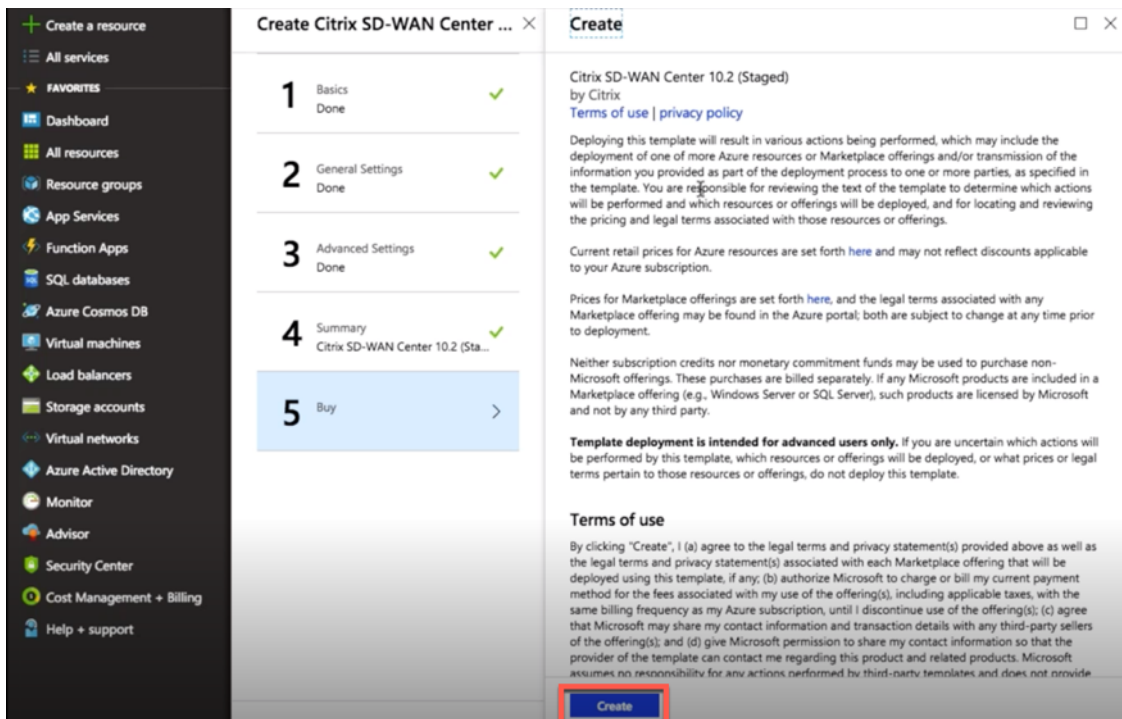 Create a resource
All services
FAVORITES
Dashboard
All resources
Resource groups
App Services
Function Apps
SQL databases
Azure Cosmos DB
Virtual machines
Load balancers
Storage accounts
Virtual networks
Azure Active Directory
Monitor
Advisor
Security Center
Cost Management + Billing
Help + support
Create Citrix SD-WAN Center ...
1
Basics
Done
2
General Settings
Done
3
Advanced Settings
Done
4
Summary
Citrix SD-WAN Center 10.2 (Sta...
5
Buy
Create
Citrix SD-WAN Center 10.2 (Staged)
by Citrix
Terms of use | privacy policy
Deploying this template will result in various actions being performed, which may include the
deployment of one of more Azure resources or Marketplace offerings and/or transmission of the
information you provided as part of the deployment process to one or more parties, as specified in
the template. You are responsible for reviewing the text of the template to determine which actions
will be performed and which resources or offerings will be deployed, and for locating and reviewing
the pricing and legal terms associated with those resources or offerings.
Current retail prices for Azure resources are set forth here and may not reflect discounts applicable
to your Azure subscription.
Prices for Marketplace offerings are set forth here, and the legal terms associated with any
Marketplace offering may be found in the Azure portal; both are subject to change at any time prior
to deployment.
Neither subscription credits nor monetary commitment funds may be used to purchase non-
Microsoft offerings. These purchases are billed separately. If any Microsoft products are included in a
Marketplace offering (e.g., Windows Server or SQL Server), such products are licensed by Microsoft
and not by any third party.
Template deployment is intended for advanced users only. If you are uncertain which actions will
be performed by this template, which resources or offerings will be deployed, or what prices or legal
terms pertain to those resources or offerings, do not deploy this template.
Terms of use
By clicking "Create", I (a) agree to the legal terms and privacy statement(s) provided above as well as
the legal terms and privacy statement(s) associated with each Marketplace offering that will be
deployed using this template, if any; (b) authorize Microsoft to charge or bill my current payment
method for the fees associated with my use of the offering(s), including applicable taxes, with the
same billing frequency as my Azure subscription, until I discontinue use of the offering(s); (c) agree
that Microsoft may share my contact information and transaction details with any third-party sellers
of the offering(s); and (d) give Microsoft permission to share my contact information so that the
provider of the template can contact me regarding this product and related products. Microsoft
assumes no responsibility for any actions performed by third-party templates and does not provide
Create